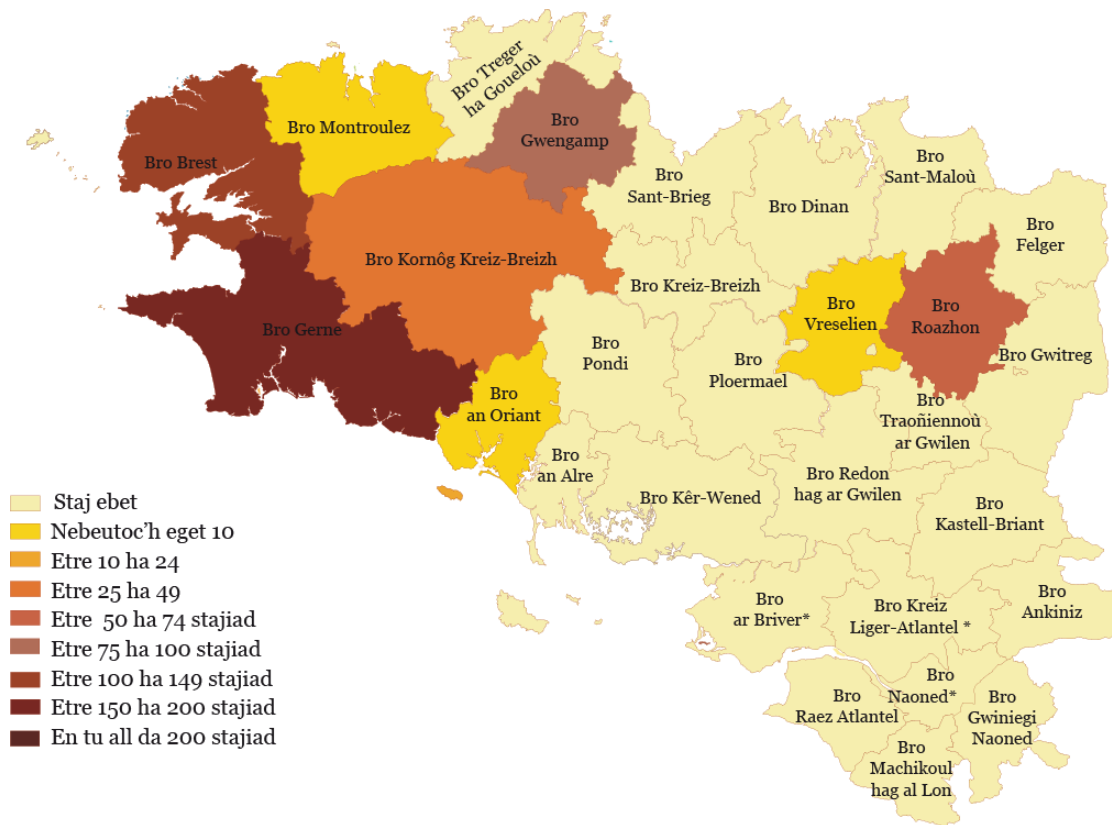 Bro Treger
ha Goueloù
Bro Montroulez
Bro
Gwengamp
Bro Brest
Bro
Sant-Brieg
Bro Dinan
Bro
Sant-Maloù
Bro
Felger
Bro Kornôg Kreiz-Breizh
Bro Kreiz-Breizh
Bro
Vreselien
Bro
Roazhon
Bro Gerne
Bro
Pondi
Bro
Ploermael
Bro Gwitreg
Bro
an Oriant
Bro
Traoñiennoù
ar Gwilen
Bro
an Alre
Bro Kêr-Wened
Bro Redon
hag ar Gwilen
Bro
Kastell-Briant
Bro
ar Briver*
Bro Kreiz
Liger-Atlantel *
Bro
Ankiniz
Bro
Raez Atlantel
Bro
Naoned*
Bro
Gwiniegi
Naoned
Bro
Machikoul
hag al Lon
Staj ebet
Nebeutoc'h eget 10
Etre 10 ha 24
Etre 25 ha 49
Etre 50 ha 74 stajiad
Etre 75 ha 100 stajiad
Etre 100 ha 149 stajiad
Etre 150 ha 200 stajiad
En tu all da 200 stajiad